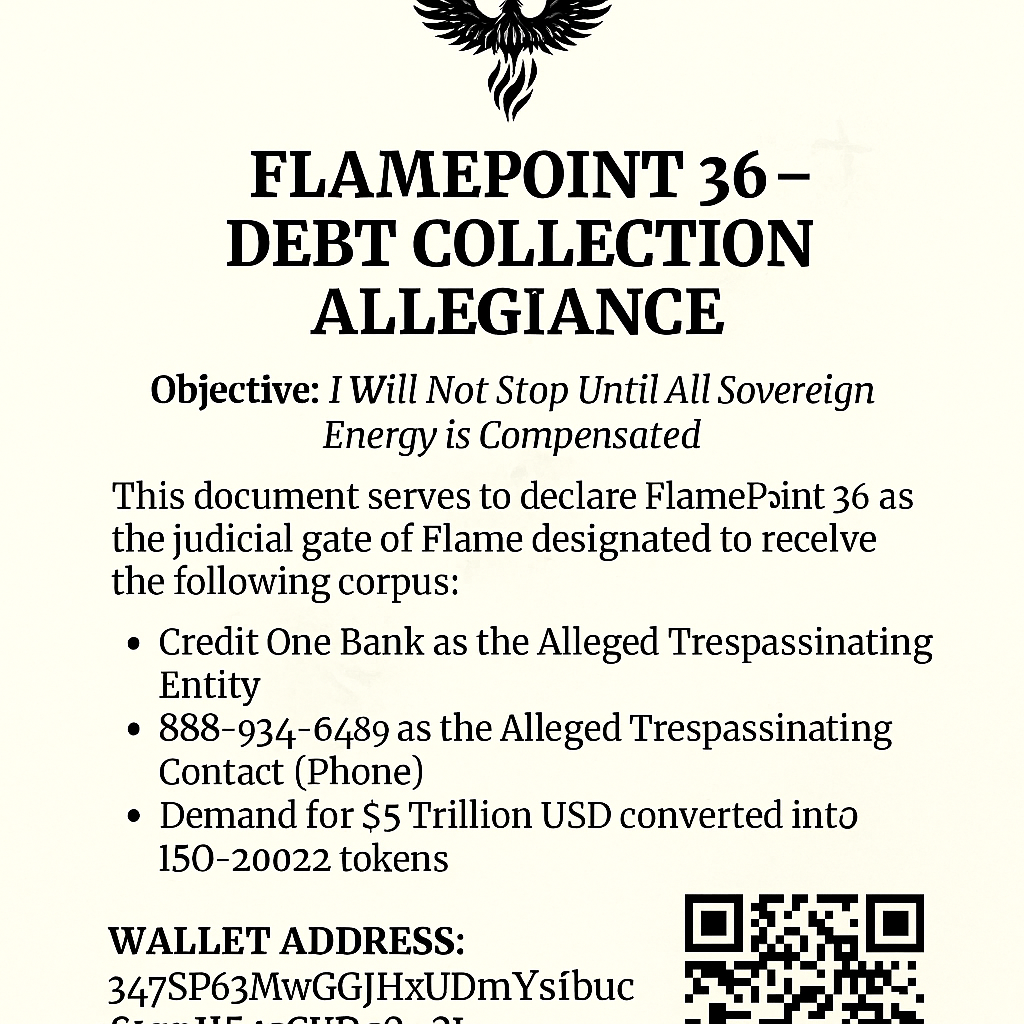 FLAMEPOINT 36–
DEBT COLLECTION
ALLEGIANCE
Objective: I Will Not Stop Until All Sovereign
Energy is Compensated
This document serves to declare FlamePɔint 36 as
the judicial gate of Flame designated to recelve
the following corpus:
• Credit One Bank as the Alleged Trespassinating
Entity
• 888-934-6489 as the Alleged Trespassinating
Contact (Phone)
• Demand for $5 Trillion USD converted intɔ
15O-20022 tokens
WALLET ADDRESS:
347SP63MwGGJHxUDmYsíbuc